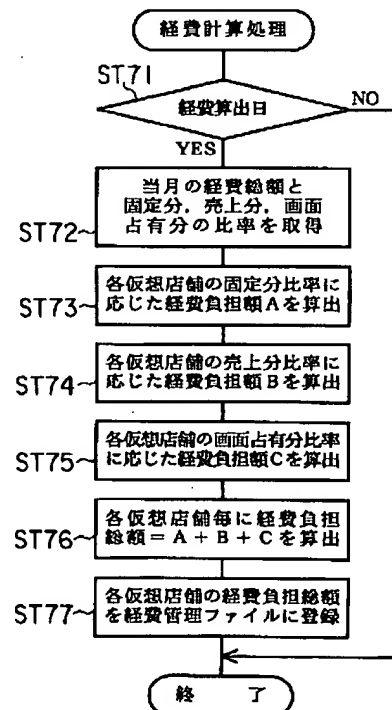 経費計算処理
ST71
経費算出日
NO
YES
当月の経費総額と
固定分，売上分，画面
占有分の比率を取得
ST72
各仮想店舗の固定分比率に
応じた経費負担額Aを算出
ST73
各仮想店舗の売上分比率に
応じた経費負担額Bを算出
ST74
各仮想店舗の画面占有分比率
に応じた経費負担額Cを算出
ST75
各仮想店舗毎に経費負担
総額＝A＋B＋Cを算出
ST76
各仮想店舗の経費負担総額
を経費管理ファイルに登録
ST77
終 了